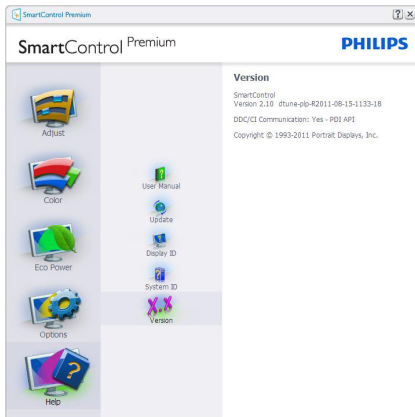 SmartControl Premium
SmartControl Premium
PHILIPS
Adjust
Color
Eco Power
Options
Help
User Manual
Update
Display ID
System ID
X.X
Version
Version
SmartControl
Version 2.10 dtune-plp-R2011-08-15-1133-18
DDC/CI Communication: Yes - PDI API
Copyright © 1993-2011 Portrait Displays, Inc.